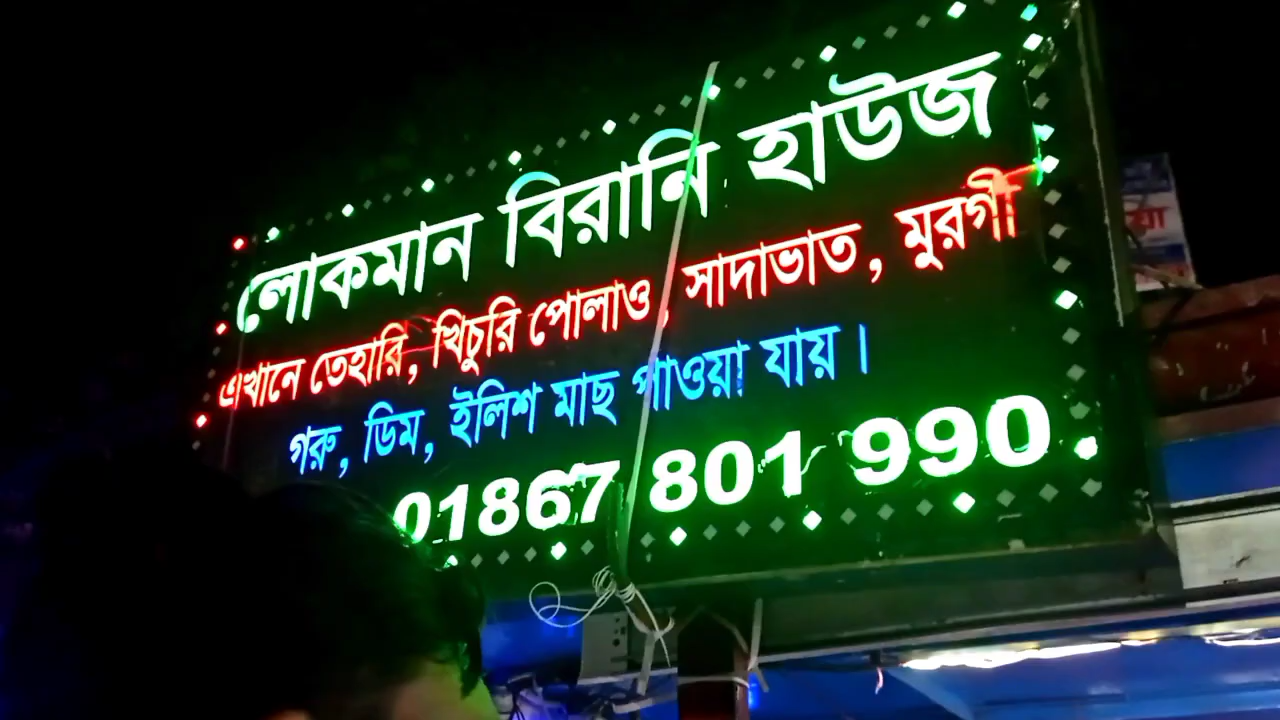 লোকমান বিরানি হাউজ
এখানে তেহারি, খিচুরি পোলাও, সাদাভাত, মুরগী
গরু, ডিম, ইলিশ মাছ পাওয়া যায়।
01867 801 990
য়া